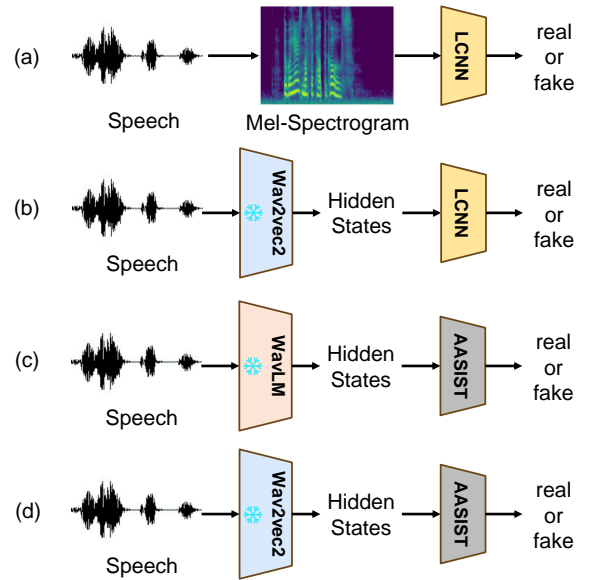 (a)
Speech
Mel-Spectrogram
LCNN
real
or
fake
(b)
Speech
Wav2vec2
Hidden
States
LCNN
real
or
fake
(c)
Speech
WavLM
Hidden
States
AASIST
real
or
fake
(d)
Speech
Wav2vec2
Hidden
States
AASIST
real
or
fake